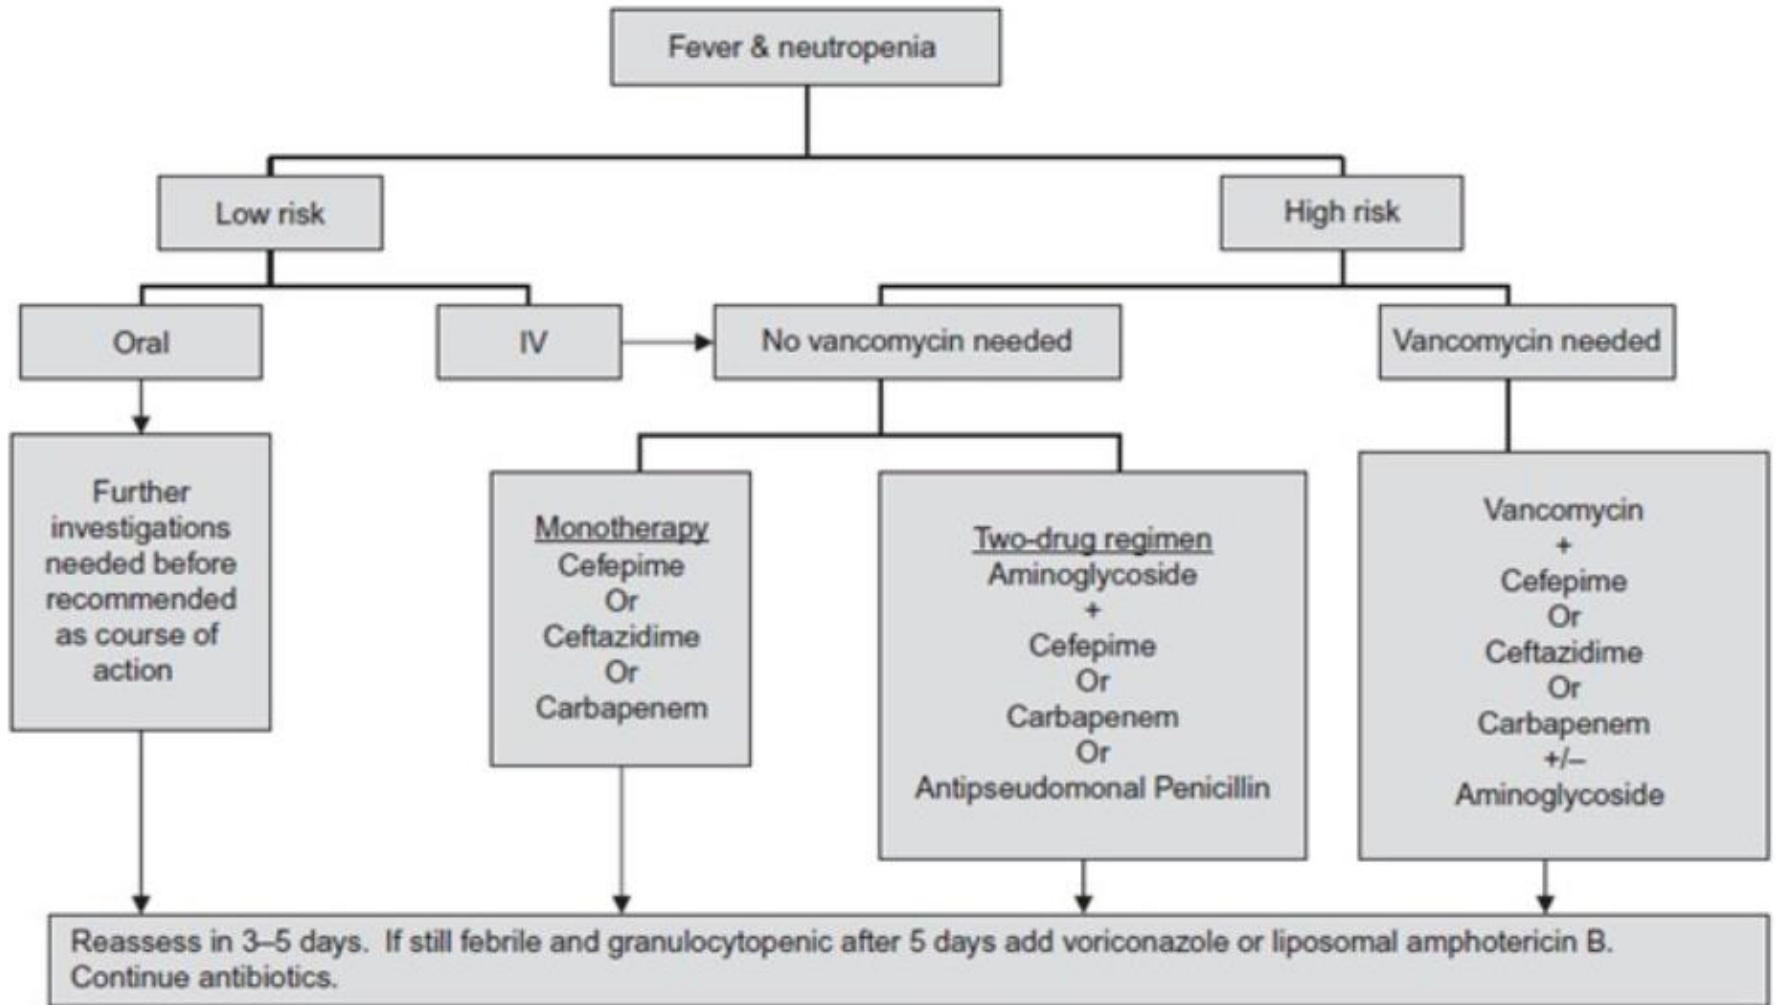 Fever & neutropenia
Low risk
High risk
Oral
IV
No vancomycin needed
Vancomycin needed
Further
investigations
needed before
recommended
as course of
action
Monotherapy
Cefepime
Or
Ceftazidime
Or
Carbapenem
Two-drug regimen
Aminoglycoside
+
Cefepime
Or
Carbapenem
Or
Antipseudomonal Penicillin
Vancomycin
+
Cefepime
Or
Ceftazidime
Or
Carbapenem
+/–
Aminoglycoside
Reassess in 3–5 days. If still febrile and granulocytopenic after 5 days add voriconazole or liposomal amphotericin B.
Continue antibiotics.